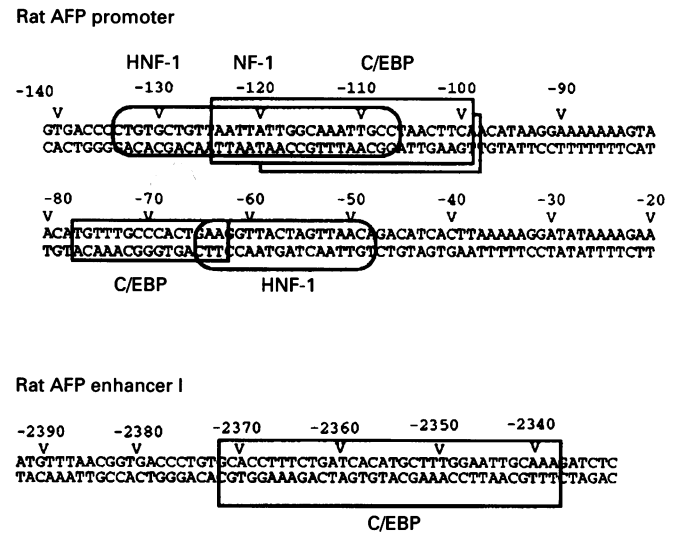 Rat AFP promoter
HNF-1 NF-1 C/EBP
-140 -130 -120 -110 -100 -90
V V V V V V
GTGACCCCTGTGCTGTTAATTATTGGCAAATTGCCTAACTTCAACATAAGGAAAAAAAGTA
CACTGGGGACACGACAATTAATAACCGTTTAACGGATTGAAGTTGTATTCCTTTTTTTCAT
-80 -70 -60 -50 -40 -30 -20
V V V V V V V
ACATGTTTGCCCACTGAAGGTTACTAGTTAACAGACATCACTTAAAAAGGATATAAAAGAA
TGTACAAACGGGTGACTTCCAATGATCAATTGTCTGTAGTGAATTTTTCCTATATTTTCTT
C/EBP HNF-1
Rat AFP enhancer I
-2390 -2380 -2370 -2360 -2350 -2340
V V V V V V
ATGTTTAACGGTGACCCTGTGCACCTTTCTGATCACATGCTTTGGAATTGCAAAGATCTC
TACAAATTGCCACTGGGACACGTGGAAAGACTAGTGTACGAAACCTTAACGTTTCTAGAC
C/EBP